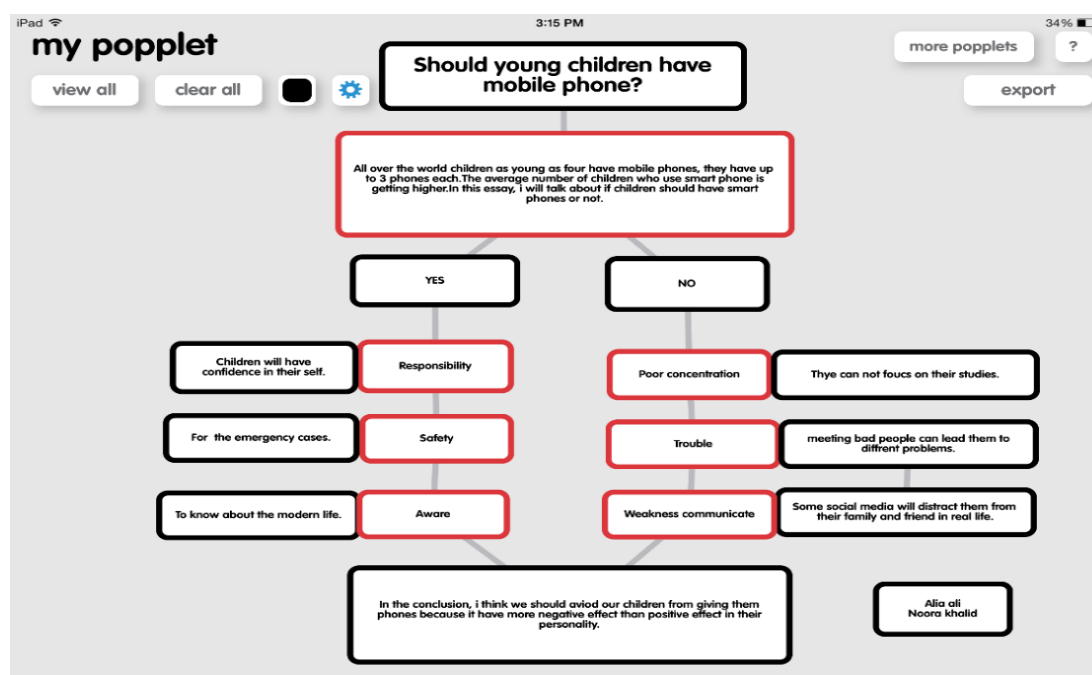 iPad
3:15 PM
34%
my popplet
more popplets
?
view all
clear all
export
Should young children have
mobile phone?
All over the world children as young as four have mobile phones, they have up
to 3 phones each.The average number of children who use smart phone is
getting higher.In this essay, i will talk about if children should have smart
phones or not.
YES
NO
Children will have
confidence in their self.
Responsibility
Poor concentration
Thye can not foucs on their studies.
For the emergency cases.
Safety
Trouble
meeting bad people can lead them to
diffrent problems.
To know about the modern life.
Aware
Weakness communicate
Some social media will distract them from
their family and friend in real life.
In the conclusion, i think we should aviod our children from giving them
phones because it have more negative effect than positive effect in their
personality.
Alia ali
Noora khalid